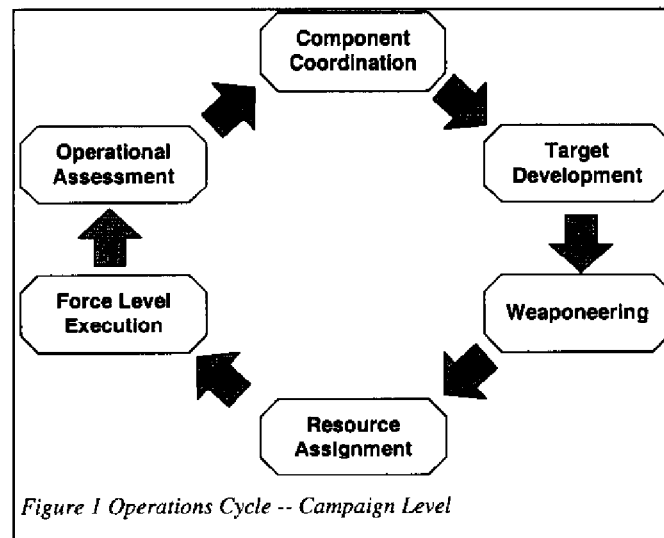 Component
Coordination
Operational
Assessment
Target
Development
Force Level
Execution
Weaponeering
Resource
Assignment
Figure 1 Operations Cycle -- Campaign Level